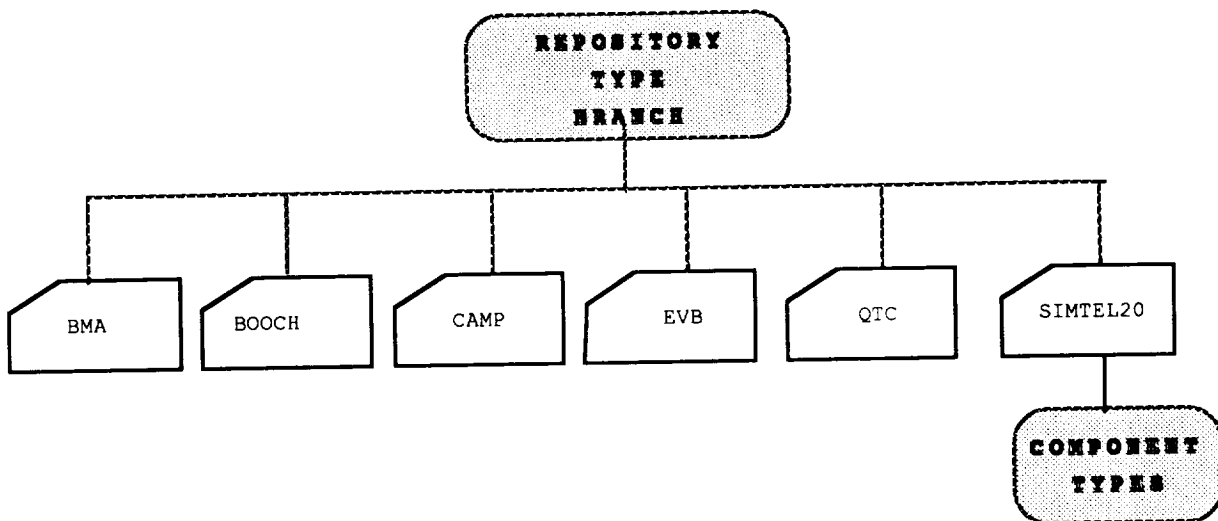 REPOSITORY
TYPE
BRANCH
BMA
BOOCH
CAMP
EVB
QTC
SIMTEL20
COMPONENT
TYPES